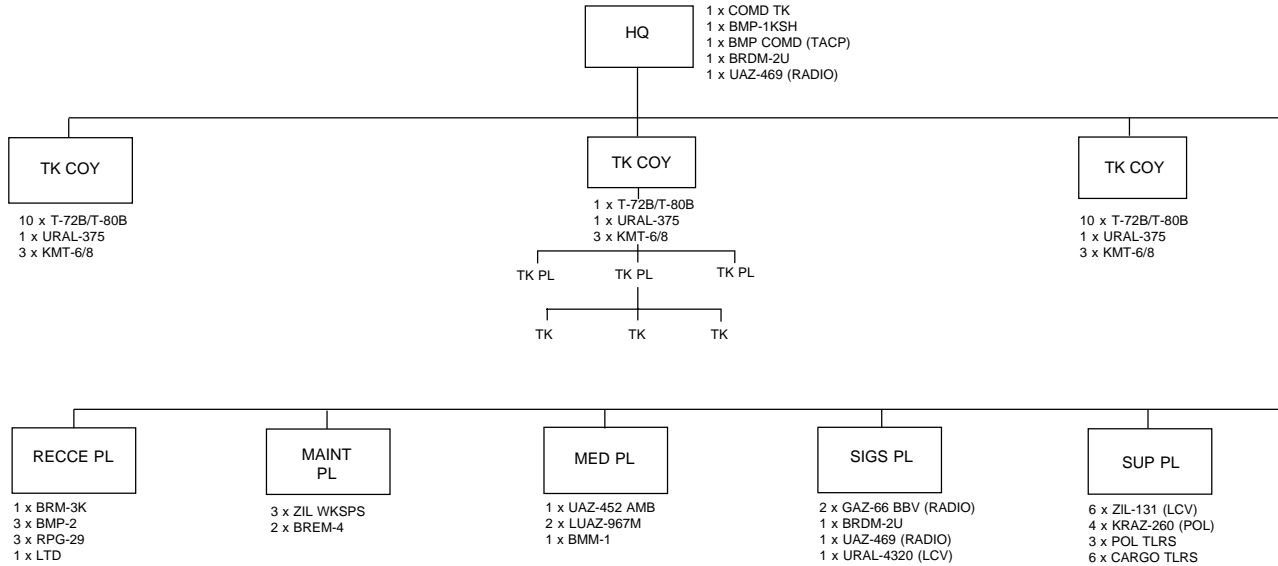 HQ
1 x COMD TK
1 x BMP-1KSH
1 x BMP COMD (TACP)
1 x BRDM-2U
1 x UAZ-469 (RADIO)
TK COY
10 x T-72B/T-80B
1 x URAL-375
3 x KMT-6/8
TK COY
1 x T-72B/T-80B
1 x URAL-375
3 x KMT-6/8
TK PL TK PL TK PL
TK TK TK
TK COY
10 x T-72B/T-80B
1 x URAL-375
3 x KMT-6/8
RECCE PL
1 x BRM-3K
3 x BMP-2
3 x RPG-29
1 x LTD
MAINT
PL
3 x ZIL WKSPS
2 x BREM-4
MED PL
1 x UAZ-452 AMB
2 x LUAZ-967M
1 x BMM-1
SIGS PL
2 x GAZ-66 BBV (RADIO)
1 x BRDM-2U
1 x UAZ-469 (RADIO)
1 x URAL-4320 (LCV)
SUP PL
6 x ZIL-131 (LCV)
4 x KRAZ-260 (POL)
3 x POL TLRS
6 x CARGO TLRS